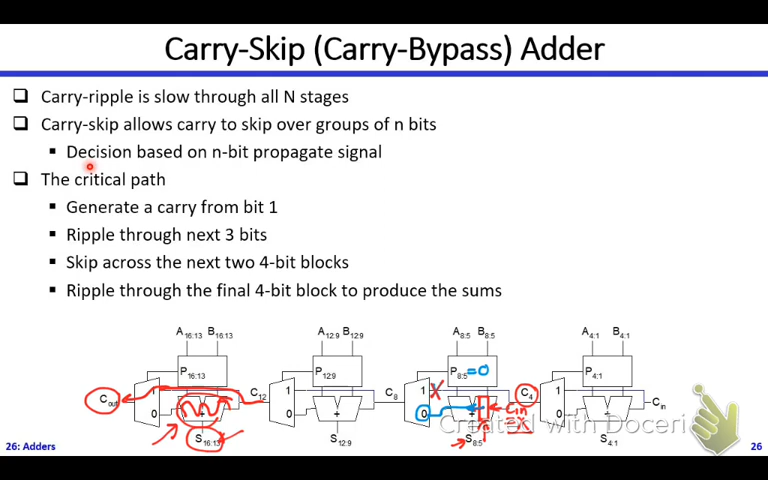 Carry-Skip (Carry-Bypass) Adder
Carry-ripple is slow through all N stages
Carry-skip allows carry to skip over groups of n bits
Decision based on n-bit propagate signal
The critical path
Generate a carry from bit 1
Ripple through next 3 bits
Skip across the next two 4-bit blocks
Ripple through the final 4-bit block to produce the sums
A16:13 B16:13 A12:9 B12:9 A8:5 B8:5 A4:1 B4:1
P16:13 P12:9 P8:5 =0 P4:1
1 1 1 X 1
Cout C12 C8 C4 Cin
0 + 0 + 0 + Cin 0 +
S16:13 S12:9 S8:5 S4:1
Created with Doceri
26: Adders 26